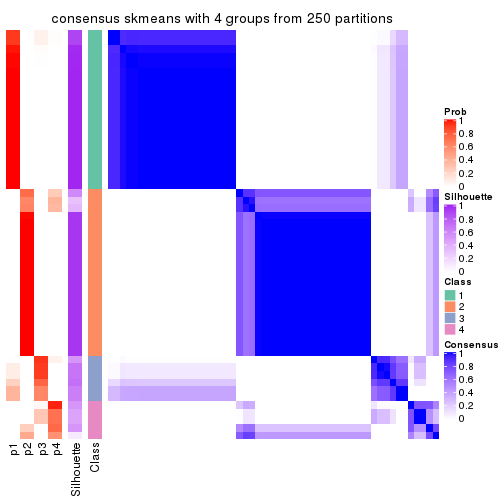 consensus skmeans with 4 groups from 250 partitions
Prob
1
0.8
0.6
0.4
0.2
0
Silhouette
1
0.8
0.6
0.4
0.2
0
Class
1
2
3
4
Consensus
1
0.8
0.6
0.4
0.2
0
p1
p2
p3
p4
Silhouette
Class